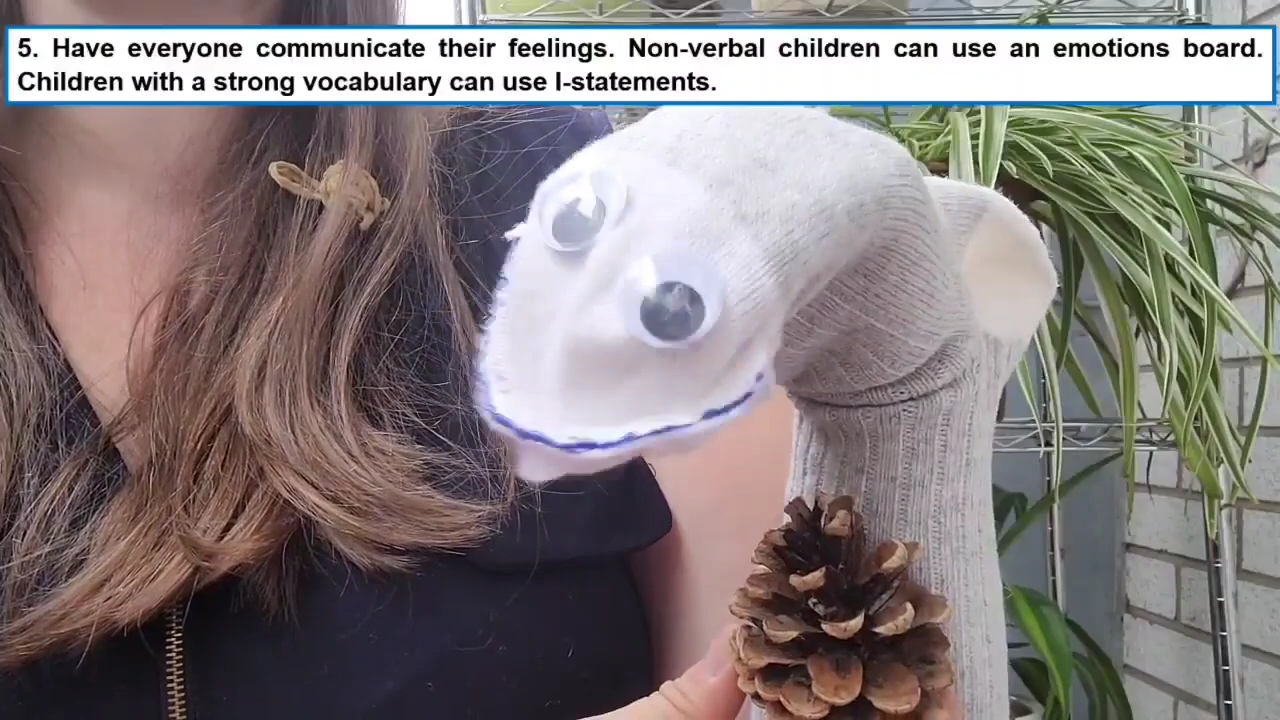 5. Have everyone communicate their feelings. Non-verbal children can use an emotions board.
Children with a strong vocabulary can use I-statements.